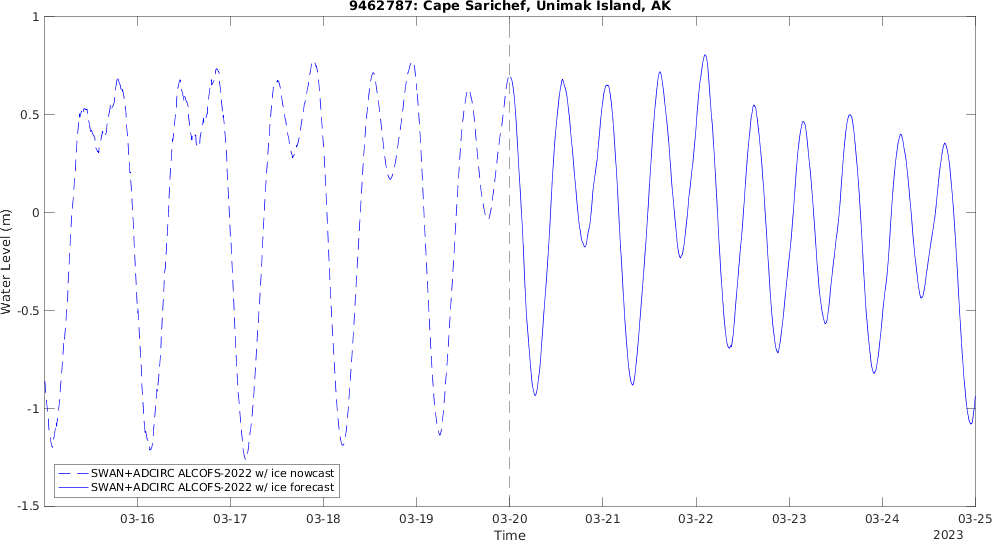 9462787: Cape Sarichef, Unimak Island, AK
1
0.5
0
-0.5
-1
-1.5
Water Level (m)
SWAN+ADCIRC ALCOFS-2022 w/ ice nowcast
SWAN+ADCIRC ALCOFS-2022 w/ ice forecast
03-16 03-17 03-18 03-19 03-20 03-21 03-22 03-23 03-24 03-25
Time
2023